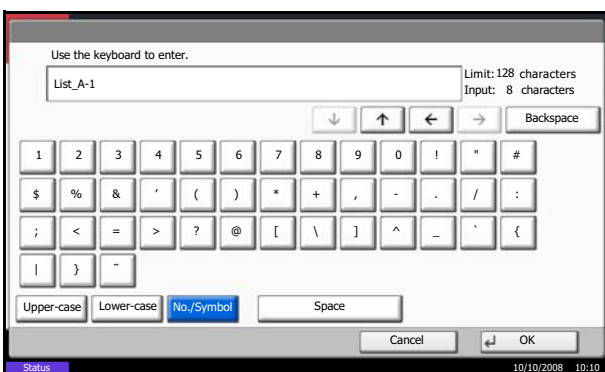 Use the keyboard to enter.
List_A-1
Limit: 128 characters
Input: 8 characters
↓ ↑ ← → Backspace
1 2 3 4 5 6 7 8 9 0 ! " #
$ % & ' ( ) * + , - . / :
; < = > ? @ [ \ ] ^ _ ` {
| } ~
Upper-case Lower-case No./Symbol Space
Cancel OK
Status 10/10/2008 10:10